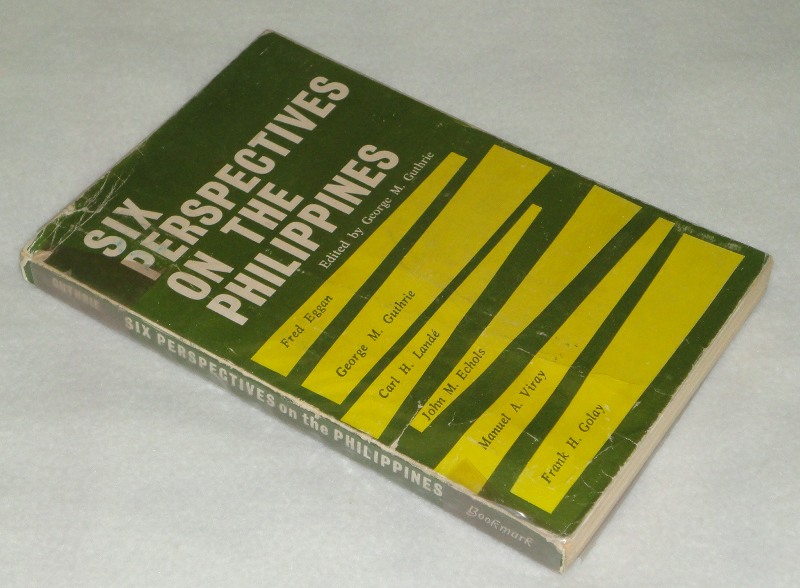 SIX
PERSPECTIVES
ON THE
PHILIPPINES
Edited by George M. Guthrie
Fred Eggan
George M. Guthrie
Carl H. Landé
John M. Echols
Manuel A. Viray
Frank H. Golay
GUTHRIE
SIX PERSPECTIVES on the PHILIPPINES
Bookmark